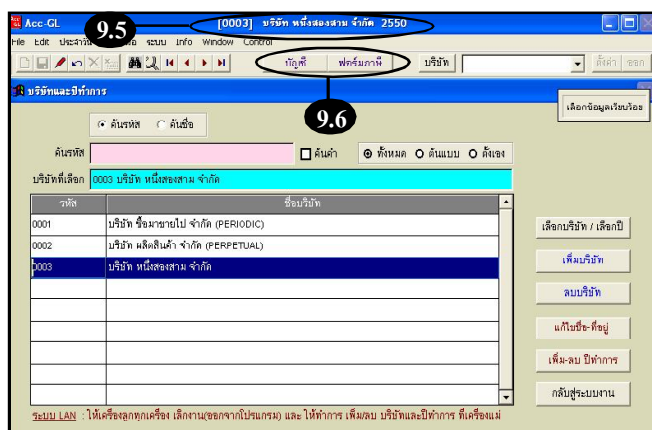 Acc-GL
9.5
[0003] บริษัท หนึ่งสองสาม จำกัด 2550
File Edit ประจำวัน ระบบ Info Window Control
บัญชี ฟอร์มภาษี บริษัท ตั้งค่า ออก
บริษัทและปีทำการ
เลือกข้อมูลเรียบร้อย
9.6
ค้นรหัส ค้นชื่อ
ค้นรหัส ค้นคำ ทั้งหมด ต้นแบบ ตั้งเอง
บริษัทที่เลือก 0003 บริษัท หนึ่งสองสาม จำกัด
รหัส ชื่อบริษัท
0001 บริษัท ซื้อมาขายไป จำกัด (PERIODIC)
0002 บริษัท ผลิตสินค้า จำกัด (PERPETUAL)
0003 บริษัท หนึ่งสองสาม จำกัด
เลือกบริษัท / เลือกปี
เพิ่มบริษัท
ลบบริษัท
แก้ไขชื่อ-ที่อยู่
เพิ่ม-ลบ ปีทำการ
กลับสู่ระบบงาน
ระบบ LAN : ให้เครื่องลูกทุกเครื่อง เลิกงาน(ออกจากโปรแกรม) และ ให้ทำการ เพิ่ม/ลบ บริษัทและปีทำการ ที่เครื่องแม่